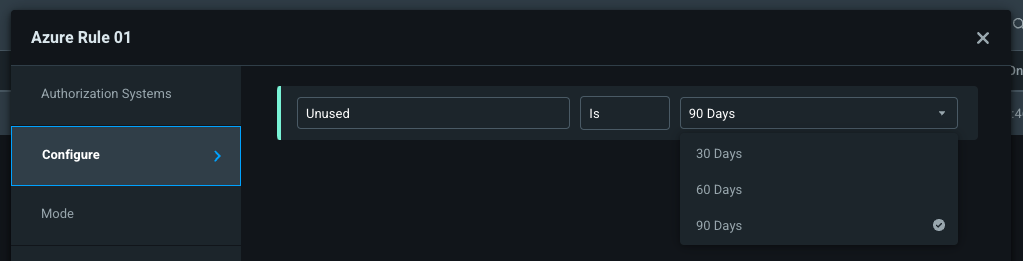 Azure Rule 01
Authorization Systems
Configure
Mode
Unused
Is
90 Days
30 Days
60 Days
90 Days